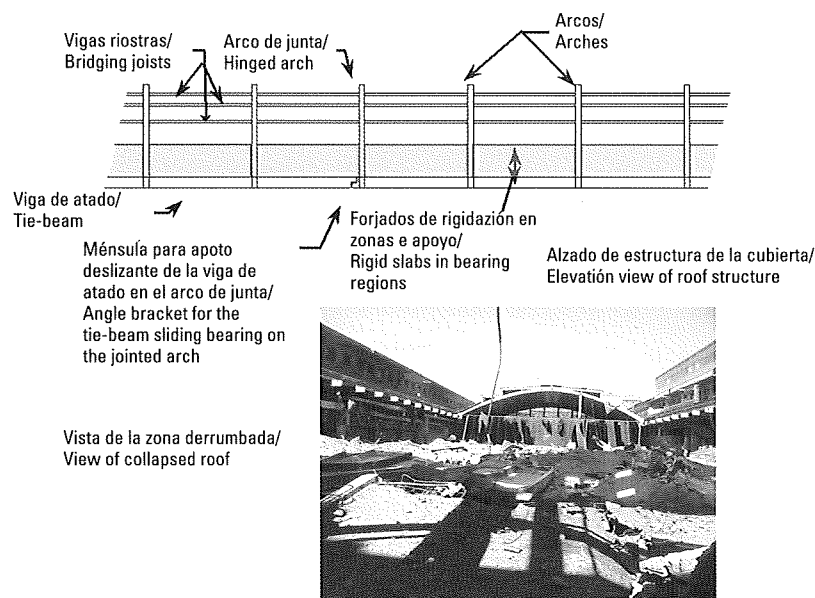 Vigas riostras/
Bridging joists
Arco de junta/
Hinged arch
Arcos/
Arches
Viga de atado/
Tie-beam
Ménsula para apoto
deslizante de la viga de
atado en el arco de junta/
Angle bracket for the
tie-beam sliding bearing on
the jointed arch
Forjados de rigidazión en
zonas e apoyo/
Rigid slabs in bearing
regions
Alzado de estructura de la cubierta/
Elevatión view of roof structure
Vista de la zona derrumbada/
View of collapsed roof